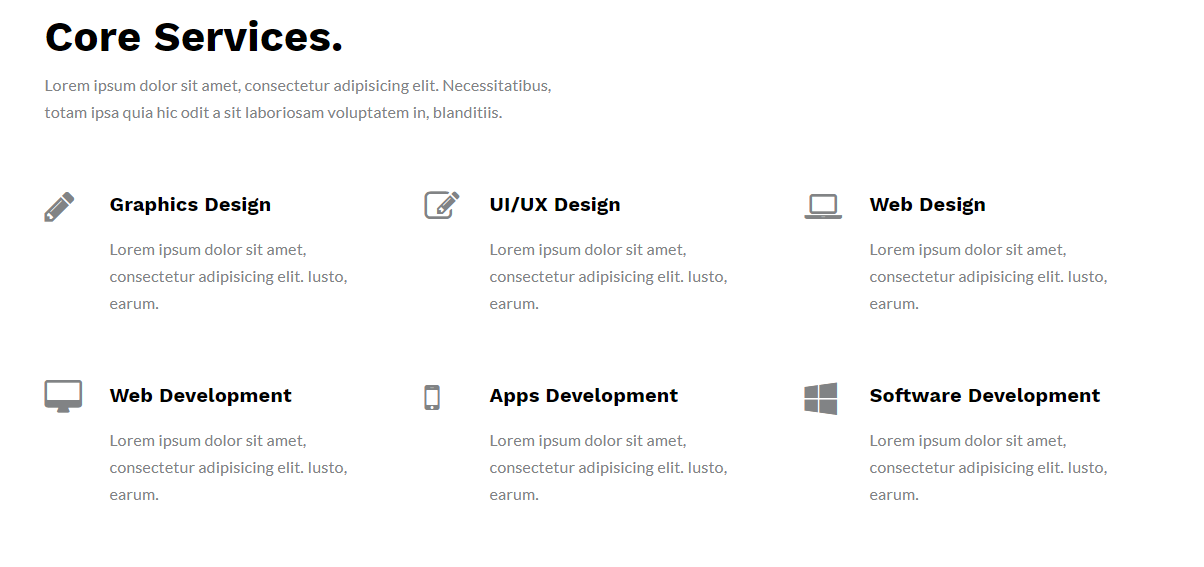 Core Services.
Lorem ipsum dolor sit amet, consectetur adipisicing elit. Necessitatibus,
totam ipsa quia hic odit a sit laboriosam voluptatem in, blanditiis.
Graphics Design
Lorem ipsum dolor sit amet,
consectetur adipisicing elit. Iusto,
earum.
UI/UX Design
Lorem ipsum dolor sit amet,
consectetur adipisicing elit. Iusto,
earum.
Web Design
Lorem ipsum dolor sit amet,
consectetur adipisicing elit. Iusto,
earum.
Web Development
Lorem ipsum dolor sit amet,
consectetur adipisicing elit. Iusto,
earum.
Apps Development
Lorem ipsum dolor sit amet,
consectetur adipisicing elit. Iusto,
earum.
Software Development
Lorem ipsum dolor sit amet,
consectetur adipisicing elit. Iusto,
earum.